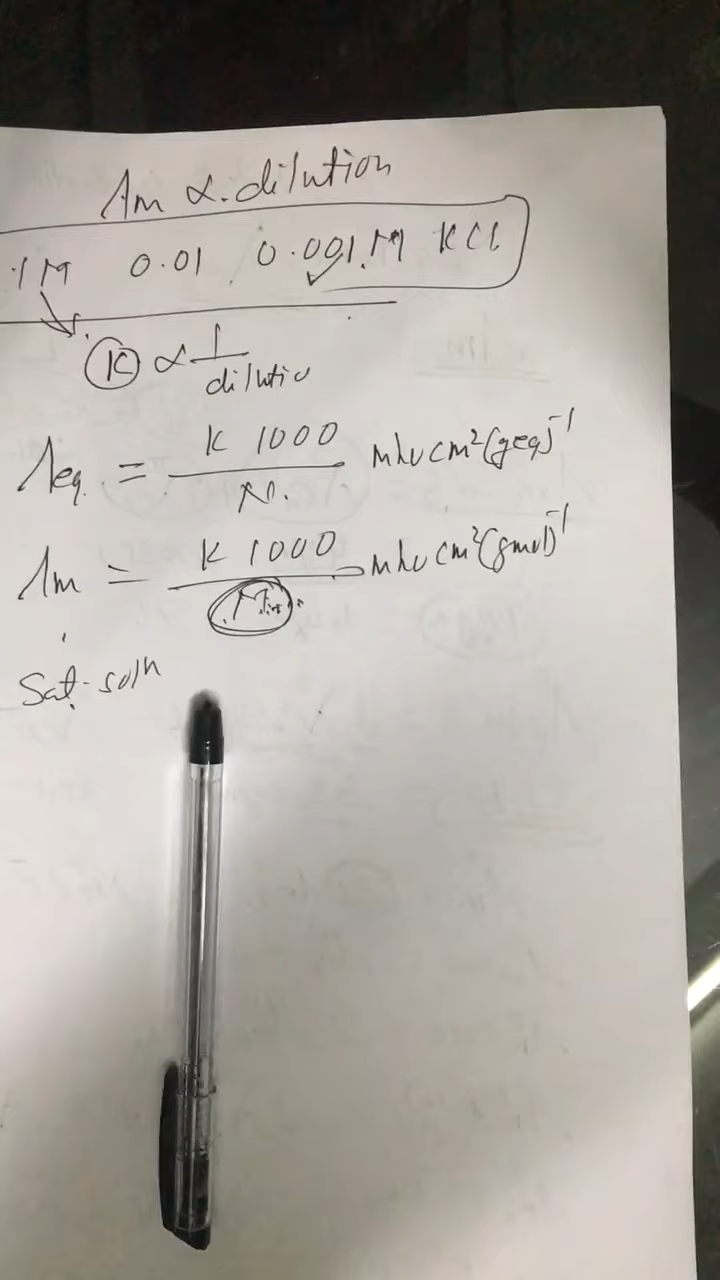 Λm α. dilution
.1M 0.01 0.001M KCl
K α 1/dilutio
Λeq. = K 1000 / N. mho cm²(geq)⁻¹
Λm = K 1000 / M mho cm²(gmol)⁻¹
Sat. soln